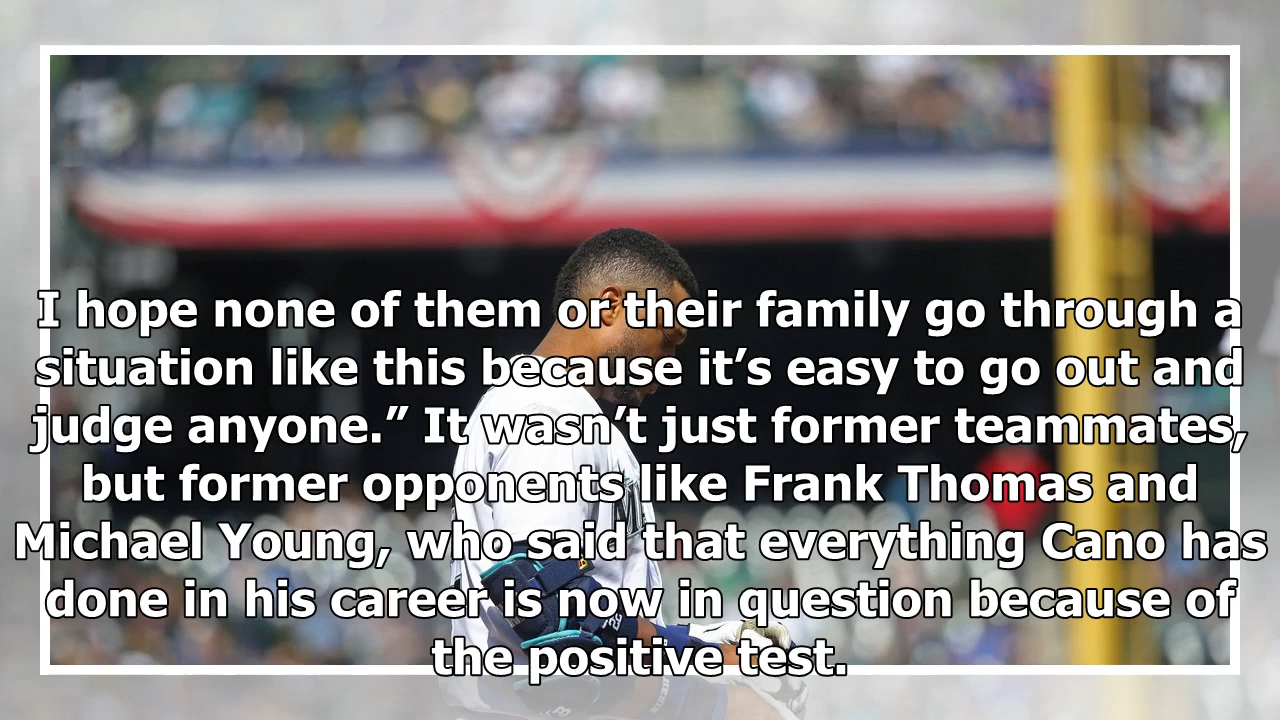 I hope none of them or their family go through a
situation like this because it’s easy to go out and
judge anyone.” It wasn’t just former teammates,
but former opponents like Frank Thomas and
Michael Young, who said that everything Cano has
done in his career is now in question because of
the positive test.